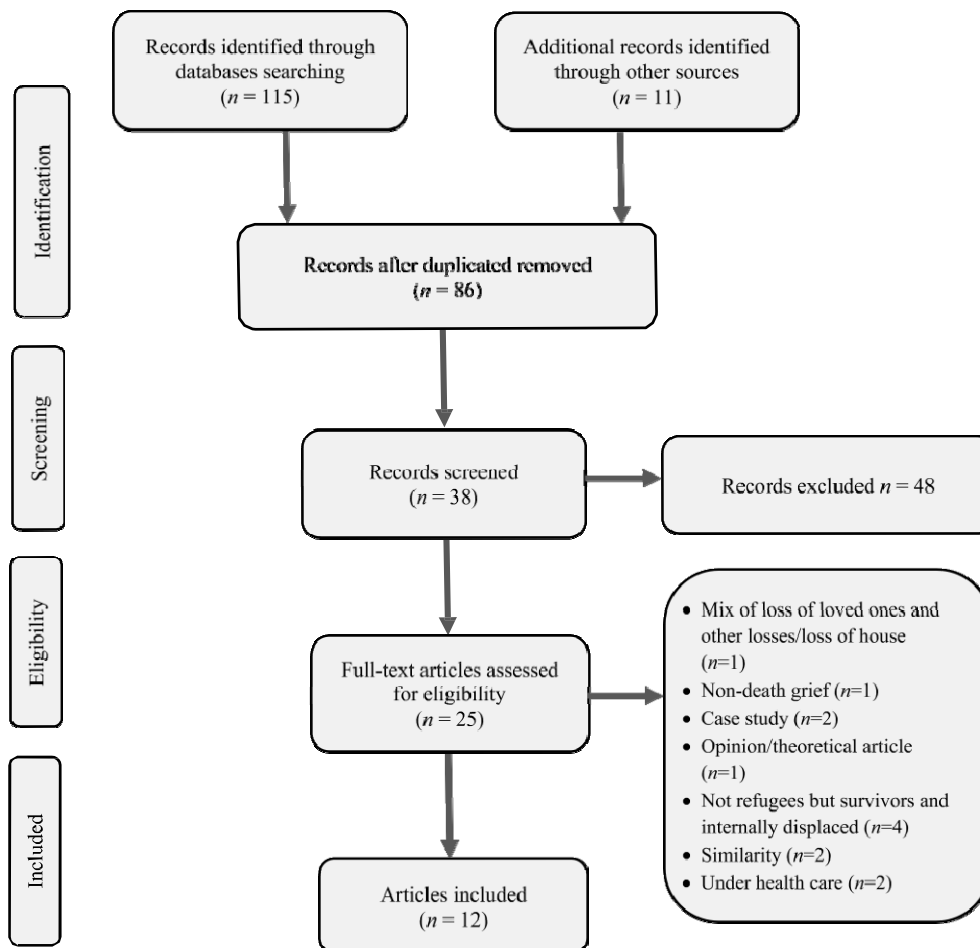 Records identified through
databases searching
(n = 115)
Additional records identified
through other sources
(n = 11)
Identification
Records after duplicated removed
(n = 86)
Screening
Records screened
(n = 38)
Records excluded n = 48
Eligibility
Full-text articles assessed
for eligibility
(n = 25)
• Mix of loss of loved ones and
other losses/loss of house
(n=1)
• Non-death grief (n=1)
• Case study (n=2)
• Opinion/theoretical article
(n=1)
• Not refugees but survivors and
internally displaced (n=4)
• Similarity (n=2)
• Under health care (n=2)
Included
Articles included
(n = 12)